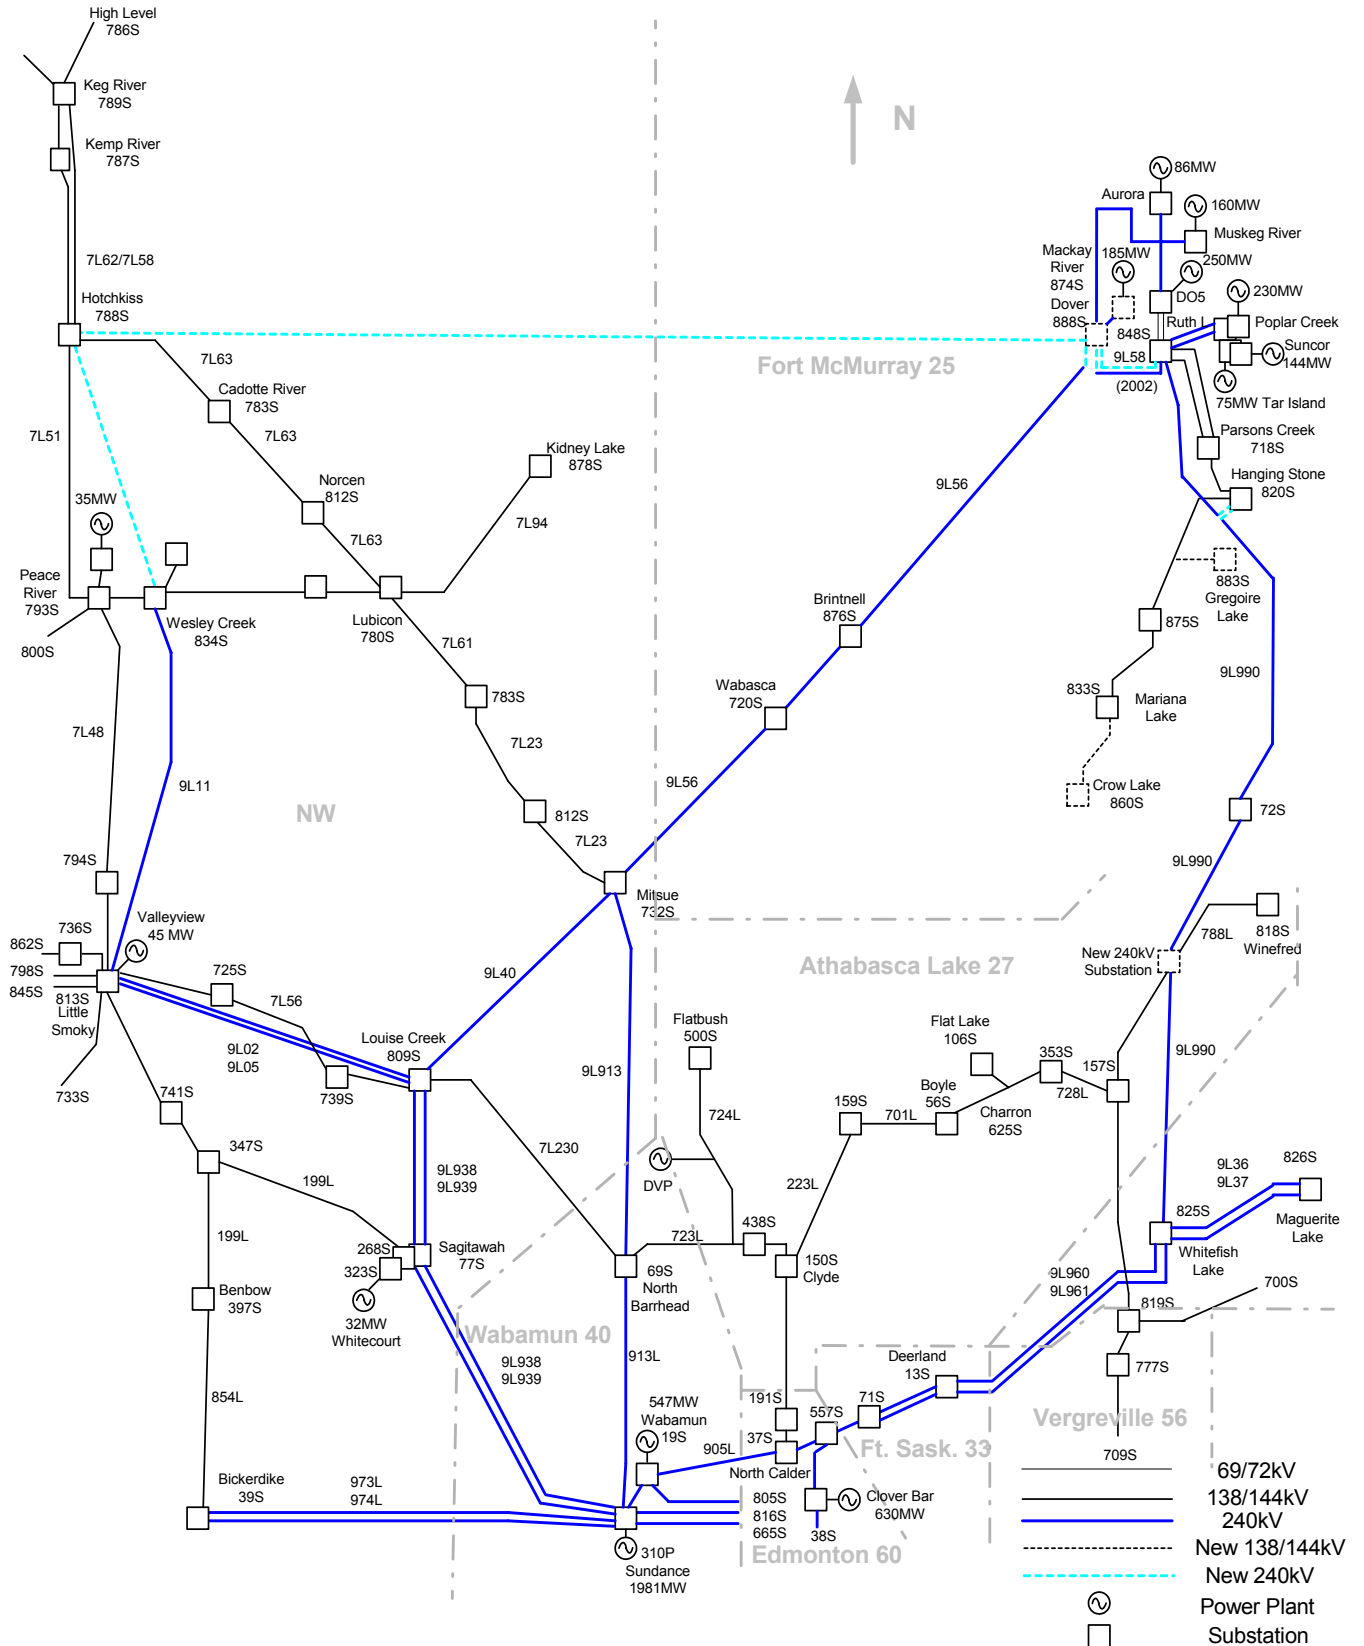 High Level
786S
Keg River
789S
Kemp River
787S
7L62/7L58
Hotchkiss
788S
N
86MW
Aurora
160MW
Muskeg River
Mackay
River
874S
185MW
250MW
Dover
888S
DO5
230MW
848S
Ruth L
Poplar Creek
9L58
Suncor
144MW
(2002)
75MW Tar Island
Fort McMurray 25
7L63
Cadotte River
783S
7L51
7L63
Norcen
812S
Kidney Lake
878S
7L63
7L94
9L56
Parsons Creek
718S
Hanging Stone
820S
35MW
Peace
River
793S
800S
Wesley Creek
834S
Lubicon
780S
7L61
883S
Gregoire
Lake
875S
Brintnell
876S
9L990
783S
Wabasca
720S
833S
Mariana
Lake
7L48
7L23
9L11
9L56
Crow Lake
860S
NW
812S
72S
7L23
9L990
794S
Mitsue
732S
Valleyview
45 MW
736S
862S
798S
845S
813S
Little
Smoky
725S
7L56
9L40
788L
818S
Winefred
New 240kV
Substation
Athabasca Lake 27
9L02
9L05
Louise Creek
809S
Flatbush
500S
Flat Lake
106S
353S
157S
9L990
9L913
733S
741S
739S
Boyle
56S
728L
159S
701L
Charron
625S
724L
347S
7L230
DVP
199L
9L938
9L939
223L
9L36
9L37
826S
825S
Maguerite
Lake
199L
268S
323S
Sagitawah
77S
723L
438S
150S
Clyde
Whitefish
Lake
69S
North
Barrhead
9L960
9L961
700S
Benbow
397S
32MW
Whitecourt
819S
Wabamun 40
9L938
9L939
913L
Deerland
13S
777S
854L
547MW
Wabamun
19S
191S
71S
557S
Vergreville 56
37S
Ft. Sask. 33
905L
North Calder
709S
Bickerdike
39S
973L
974L
805S
816S
665S
Clover Bar
630MW
38S
310P
Sundance
1981MW
Edmonton 60
69/72kV
138/144kV
240kV
New 138/144kV
New 240kV
Power Plant
Substation